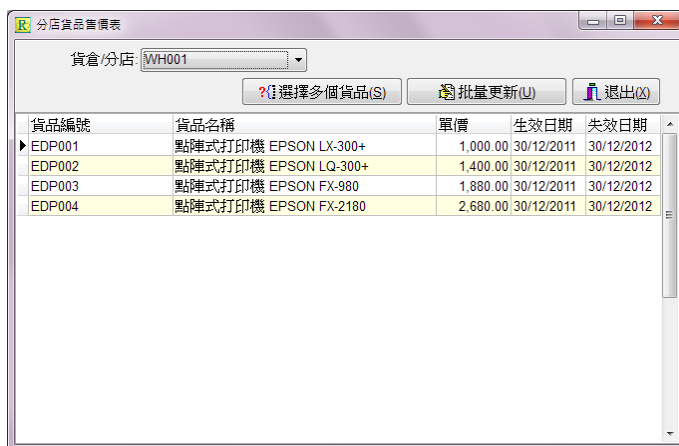 R 分店貨品售價表
貨倉/分店: WH001
?{} 選擇多個貨品(S) 批量更新(U) 退出(X)
貨品編號 貨品名稱 單價 生效日期 失效日期
EDP001 點陣式打印機 EPSON LX-300+ 1,000.00 30/12/2011 30/12/2012
EDP002 點陣式打印機 EPSON LQ-300+ 1,400.00 30/12/2011 30/12/2012
EDP003 點陣式打印機 EPSON FX-980 1,880.00 30/12/2011 30/12/2012
EDP004 點陣式打印機 EPSON FX-2180 2,680.00 30/12/2011 30/12/2012